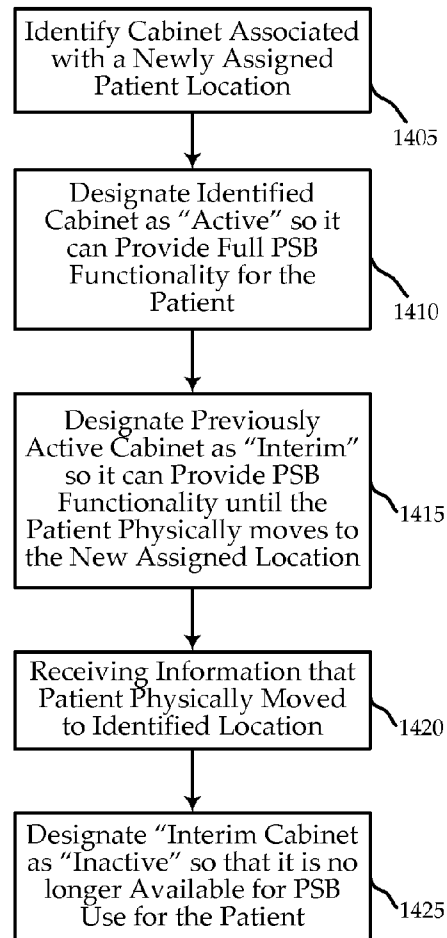 Identify Cabinet Associated
with a Newly Assigned
Patient Location
1405
Designate Identified
Cabinet as "Active" so it
can Provide Full PSB
Functionality for the
Patient
1410
Designate Previously
Active Cabinet as "Interim"
so it can Provide PSB
Functionality until the
Patient Physically moves to
the New Assigned Location
1415
Receiving Information that
Patient Physically Moved
to Identified Location
1420
Designate "Interim Cabinet
as "Inactive" so that it is no
longer Available for PSB
Use for the Patient
1425